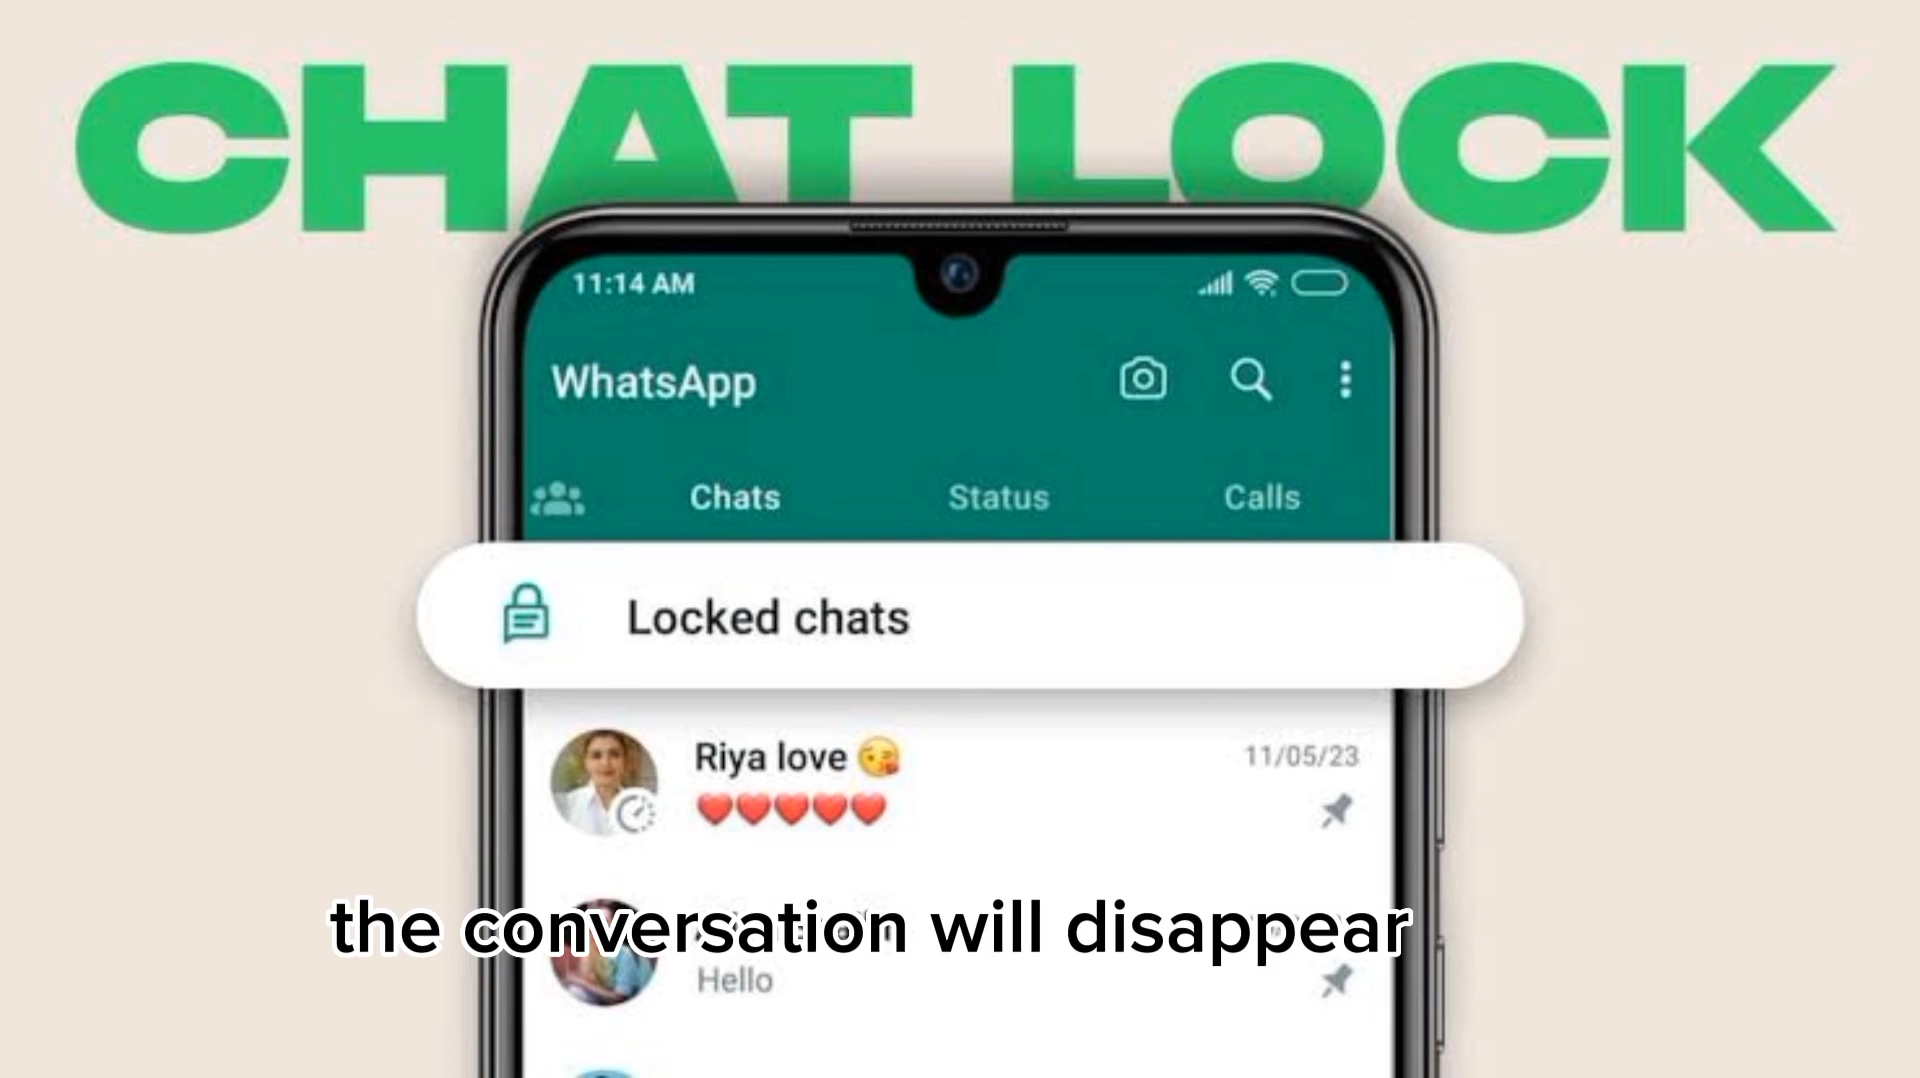 CHAT LOCK
11:14 AM
WhatsApp
Chats Status Calls
Locked chats
Riya love 😘 11/05/23
❤️❤️❤️❤️❤️
the conversation will disappear
Hello